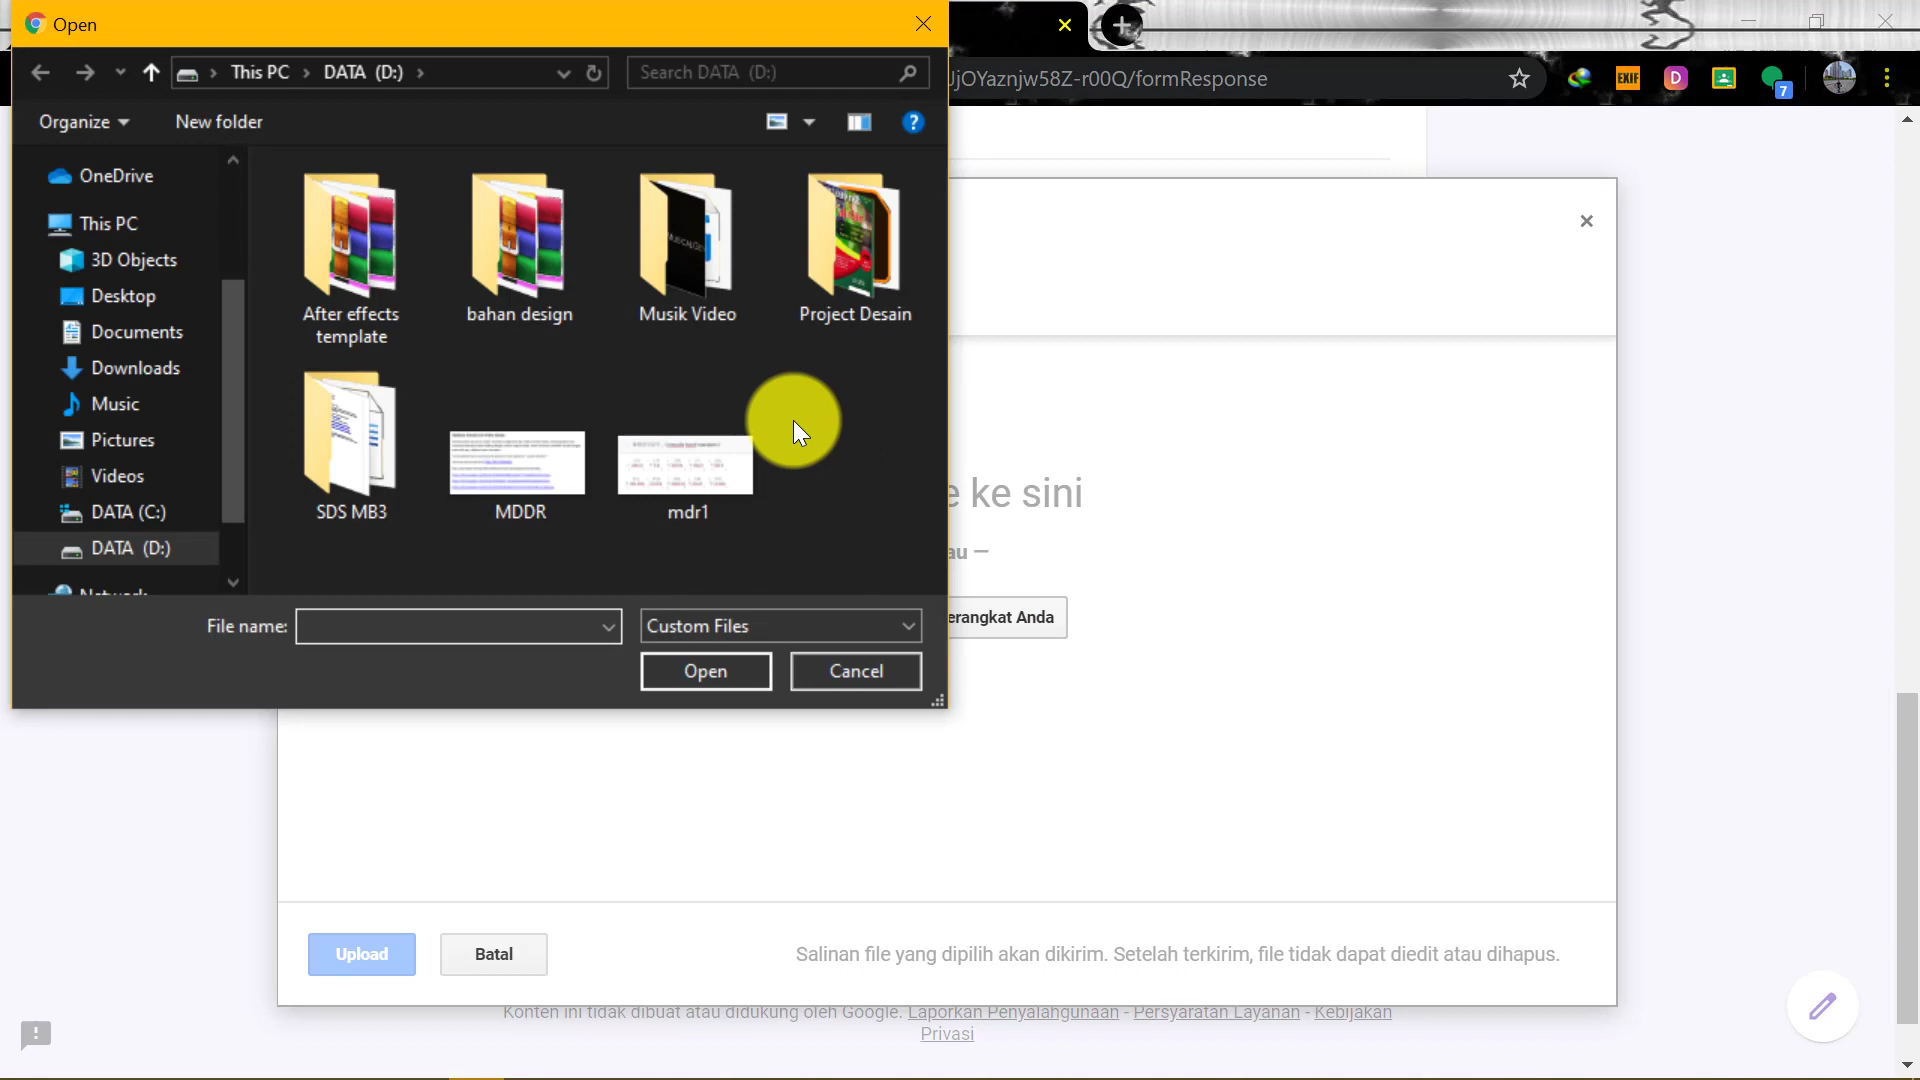 Open
This PC > DATA (D:) >
Search DATA (D:)
JjOYaznjw58Z-r00Q/formResponse
EXIF
D
7
Organize
New folder
?
OneDrive
This PC
3D Objects
Desktop
Documents
Downloads
Music
Pictures
Videos
DATA (C:)
DATA (D:)
Network
After effects
template
bahan design
Musik Video
Project Desain
SDS MB3
MDDR
mdr1
File name:
Custom Files
Open
Cancel
e ke sini
au —
erangkat Anda
Upload
Batal
Salinan file yang dipilih akan dikirim. Setelah terkirim, file tidak dapat diedit atau dihapus.
Konten ini tidak dibuat atau didukung oleh Google. Laporkan Penyalahgunaan - Persyaratan Layanan - Kebijakan
Privasi